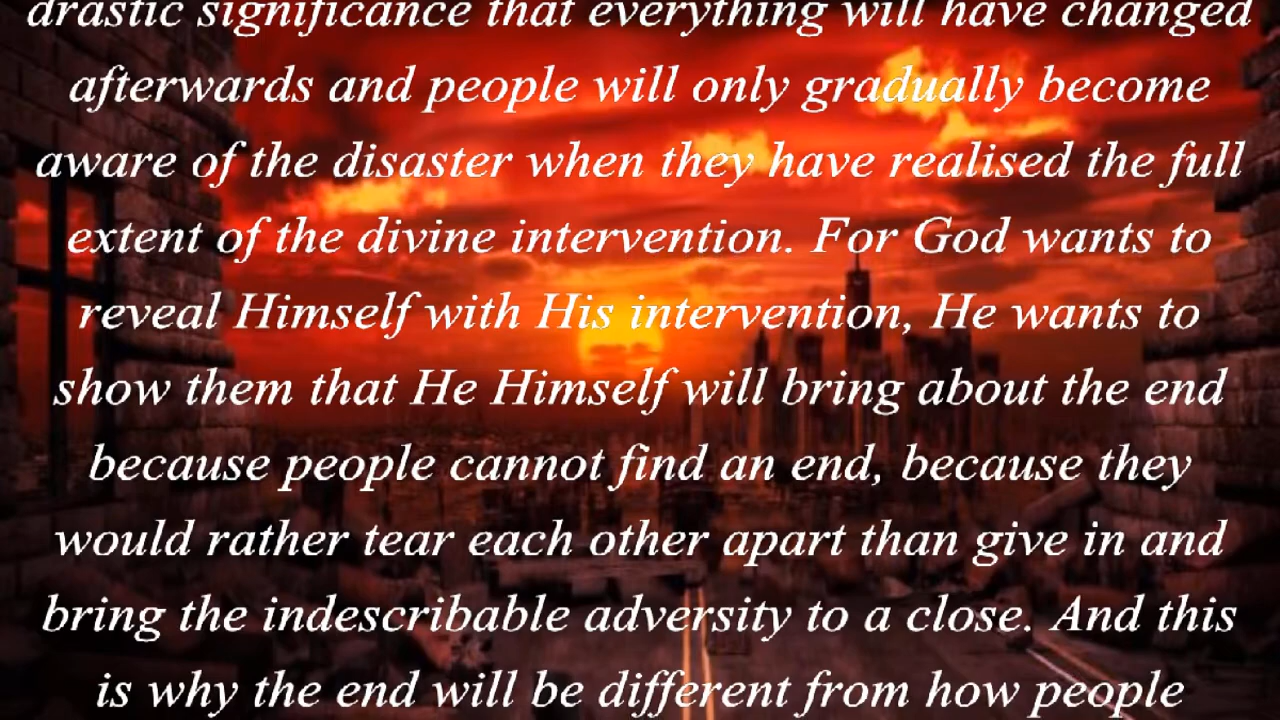 drastic significance that everything will have changed
afterwards and people will only gradually become
aware of the disaster when they have realised the full
extent of the divine intervention. For God wants to
reveal Himself with His intervention, He wants to
show them that He Himself will bring about the end
because people cannot find an end, because they
would rather tear each other apart than give in and
bring the indescribable adversity to a close. And this
is why the end will be different from how people